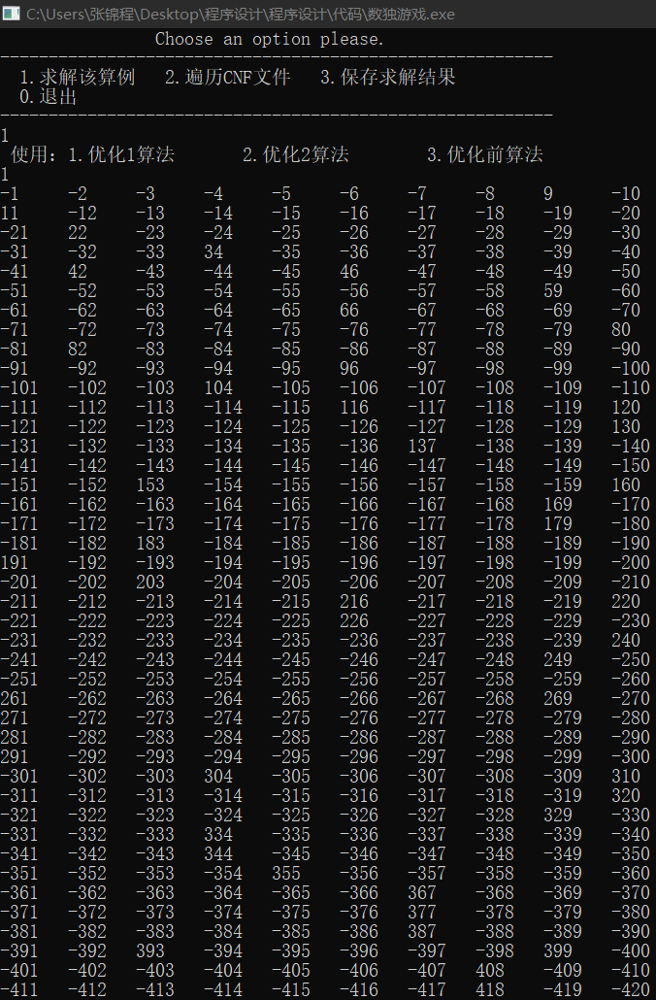 C:\Users\张锦程\Desktop\程序设计\程序设计\代码\数独游戏.exe
Choose an option please.
---------------------------------------------------------
1.求解该算例 2.遍历CNF文件 3.保存求解结果
0.退出
---------------------------------------------------------
1
使用：1.优化1算法 2.优化2算法 3.优化前算法
1
-1 -2 -3 -4 -5 -6 -7 -8 9 -10
11 -12 -13 -14 -15 -16 -17 -18 -19 -20
-21 22 -23 -24 -25 -26 -27 -28 -29 -30
-31 -32 -33 34 -35 -36 -37 -38 -39 -40
-41 42 -43 -44 -45 46 -47 -48 -49 -50
-51 -52 -53 -54 -55 -56 -57 -58 59 -60
-61 -62 -63 -64 -65 66 -67 -68 -69 -70
-71 -72 -73 -74 -75 -76 -77 -78 -79 80
-81 82 -83 -84 -85 -86 -87 -88 -89 -90
-91 -92 -93 -94 -95 96 -97 -98 -99 -100
-101 -102 -103 104 -105 -106 -107 -108 -109 -110
-111 -112 -113 -114 -115 116 -117 -118 -119 120
-121 -122 -123 -124 -125 -126 -127 -128 -129 130
-131 -132 -133 -134 -135 -136 137 -138 -139 -140
-141 -142 -143 -144 -145 -146 -147 -148 -149 -150
-151 -152 153 -154 -155 -156 -157 -158 -159 160
-161 -162 -163 -164 -165 -166 -167 -168 169 -170
-171 -172 -173 -174 -175 -176 -177 -178 179 -180
-181 -182 183 -184 -185 -186 -187 -188 -189 -190
191 -192 -193 -194 -195 -196 -197 -198 -199 -200
-201 -202 203 -204 -205 -206 -207 -208 -209 -210
-211 -212 -213 -214 -215 216 -217 -218 -219 220
-221 -222 -223 -224 -225 226 -227 -228 -229 -230
-231 -232 -233 -234 -235 -236 -237 -238 -239 240
-241 -242 -243 -244 -245 -246 -247 -248 249 -250
-251 -252 -253 -254 -255 -256 -257 -258 -259 -260
261 -262 -263 -264 -265 -266 -267 -268 269 -270
271 -272 -273 -274 -275 -276 -277 -278 -279 -280
281 -282 -283 -284 -285 -286 -287 -288 -289 -290
291 -292 -293 -294 -295 -296 -297 -298 -299 -300
-301 -302 -303 304 -305 -306 -307 -308 -309 310
-311 -312 -313 -314 -315 -316 -317 -318 -319 320
-321 -322 -323 -324 -325 -326 -327 -328 329 -330
-331 -332 -333 334 -335 -336 -337 -338 -339 -340
-341 -342 -343 344 -345 -346 -347 -348 -349 -350
-351 -352 -353 -354 355 -356 -357 -358 -359 -360
-361 -362 -363 -364 -365 -366 367 -368 -369 -370
-371 -372 -373 -374 -375 -376 377 -378 -379 -380
-381 -382 -383 -384 -385 -386 387 -388 -389 -390
-391 -392 393 -394 -395 -396 -397 -398 399 -400
-401 -402 -403 -404 -405 -406 -407 408 -409 -410
-411 -412 -413 -414 -415 -416 -417 418 -419 -420